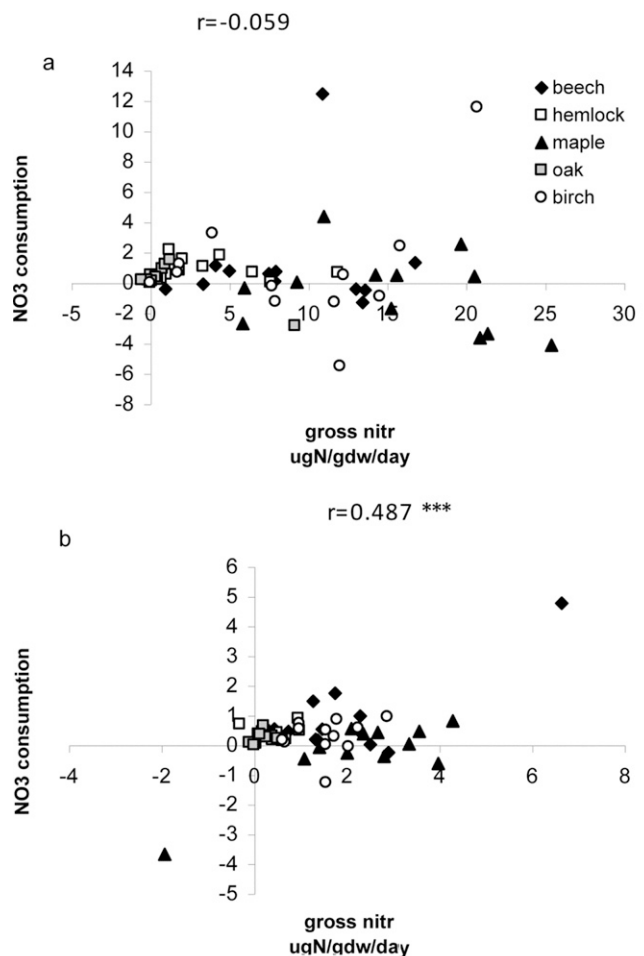 r=-0.059
a
14
12
10
8
6
4
2
0
-2
-4
-6
-8
-5
0
5
10
15
20
25
30
NO3 consumption
beech
hemlock
maple
oak
birch
gross nitr
ugN/gdw/day
r=0.487 ***
b
6
5
4
3
2
1
0
-1
-2
-3
-4
-5
-4
-2
0
2
4
6
8
NO3 consumption
gross nitr
ugN/gdw/day